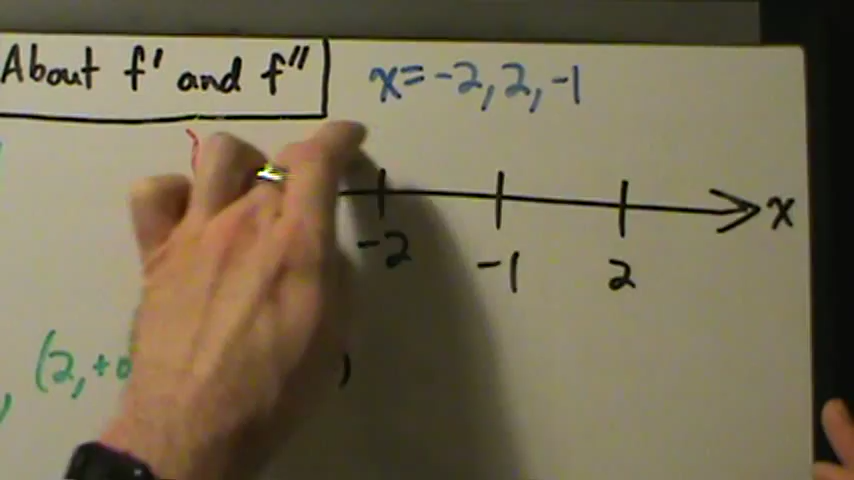 About f' and f"
x = -2, 2, -1
x
-2 -1 2
(2, +
)